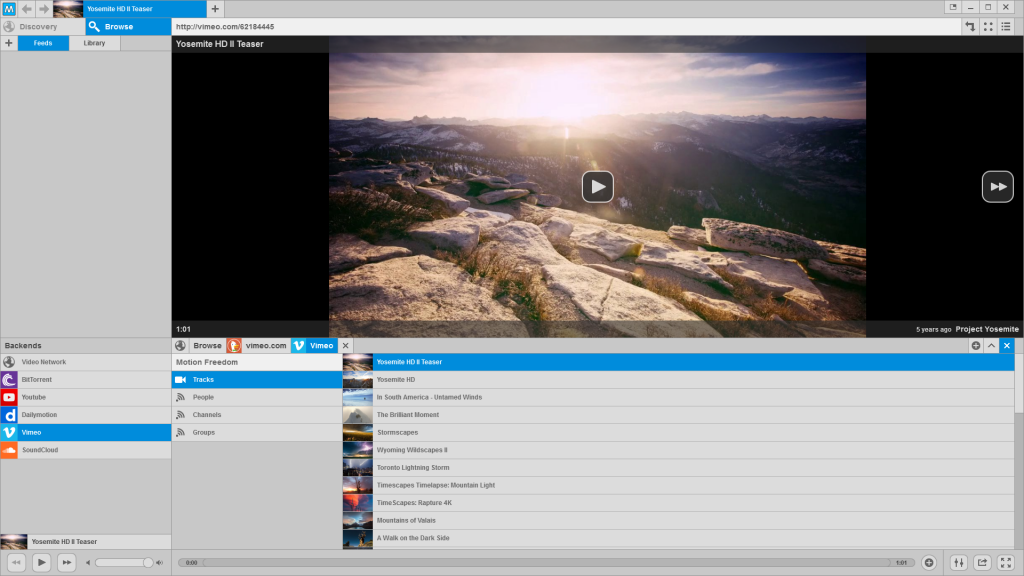 M Yosemite HD II Teaser
Discovery Browse http://vimeo.com/62184445
Feeds Library
Yosemite HD II Teaser
1:01 5 years ago Project Yosemite
Backends
Browse vimeo.com Vimeo
Video Network
BitTorrent
Youtube
Dailymotion
Vimeo
SoundCloud
Motion Freedom
Tracks
People
Channels
Groups
Yosemite HD II Teaser
Yosemite HD
In South America - Untamed Winds
The Brilliant Moment
Stormscapes
Wyoming Wildscapes II
Toronto Lightning Storm
Timescapes Timelapse: Mountain Light
TimeScapes: Rapture 4K
Mountains of Valais
A Walk on the Dark Side
Yosemite HD II Teaser
0:00 1:01